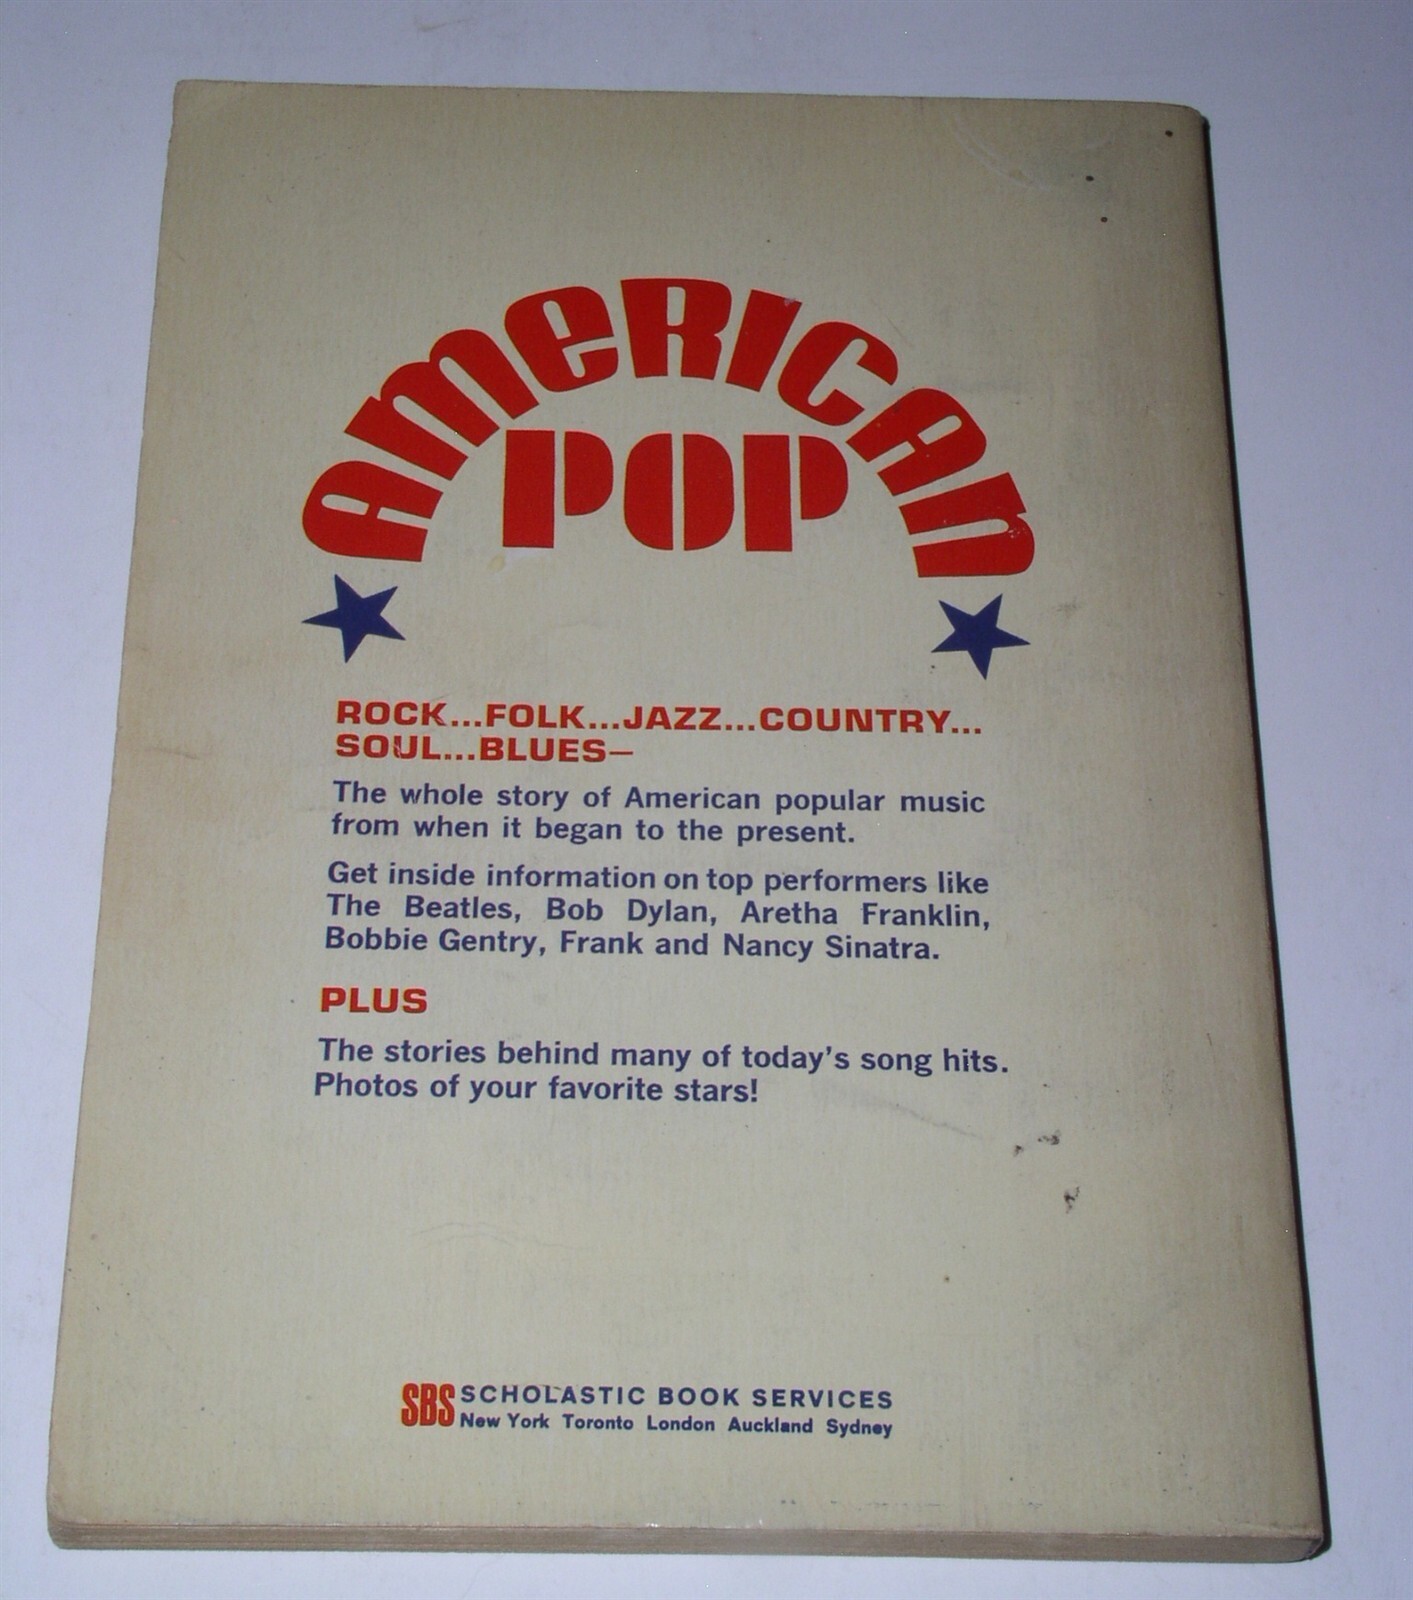 AmeRICAn
POP
ROCK...FOLK...JAZZ...COUNTRY...
SOUL...BLUES—
The whole story of American popular music
from when it began to the present.
Get inside information on top performers like
The Beatles, Bob Dylan, Aretha Franklin,
Bobbie Gentry, Frank and Nancy Sinatra.
PLUS
The stories behind many of today's song hits.
Photos of your favorite stars!
SBS SCHOLASTIC BOOK SERVICES
New York Toronto London Auckland Sydney